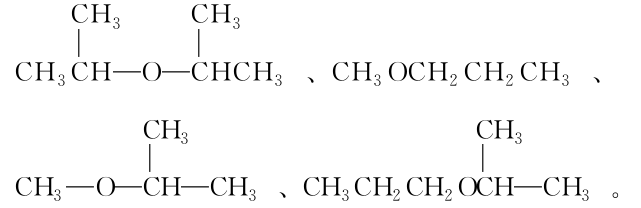 CH₃ CH₃
CH₃CH—O—CHCH₃ 、CH₃OCH₂CH₂CH₃ 、
CH₃ CH₃
CH₃—O—CH—CH₃ 、CH₃CH₂CH₂OCH—CH₃ 。